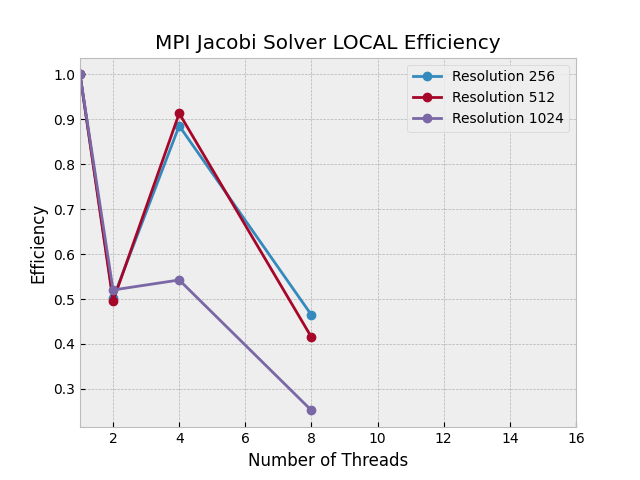 MPI Jacobi Solver LOCAL Efficiency
Resolution 256
Resolution 512
Resolution 1024
Efficiency
1.0
0.9
0.8
0.7
0.6
0.5
0.4
0.3
2 4 6 8 10 12 14 16
Number of Threads